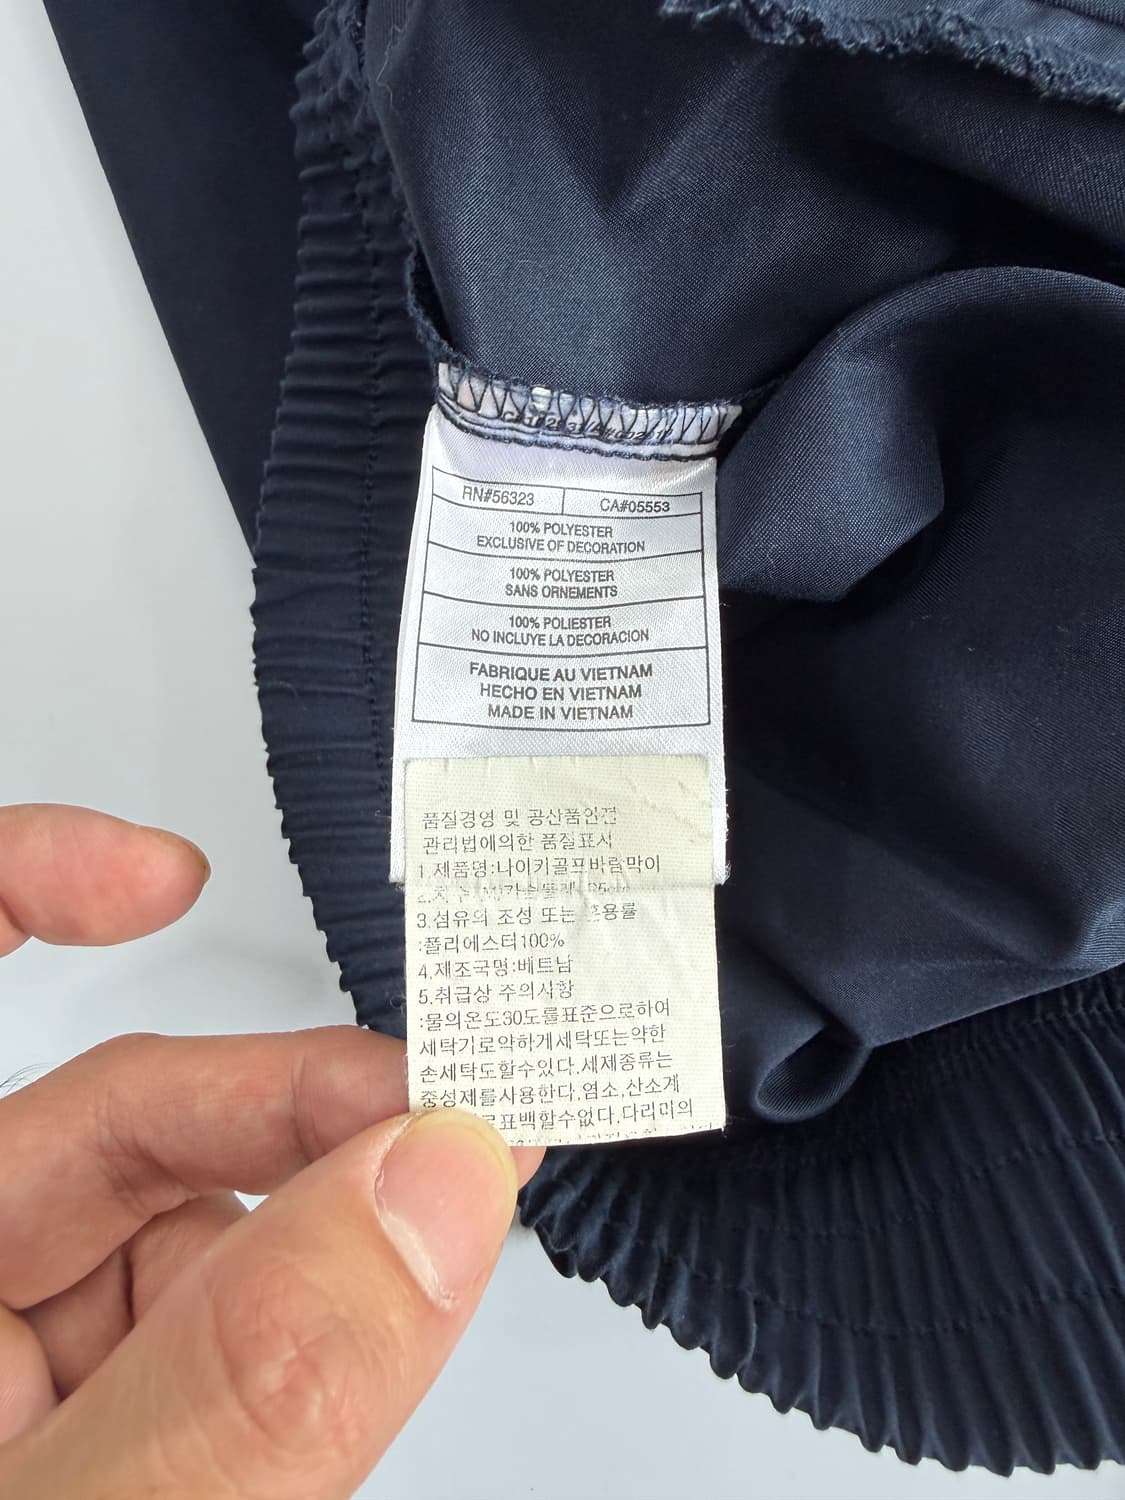 RN#56323 CA#05553
100% POLYESTER
EXCLUSIVE OF DECORATION
100% POLYESTER
SANS ORNEMENTS
100% POLIESTER
NO INCLUYE LA DECORACION
FABRIQUE AU VIETNAM
HECHO EN VIETNAM
MADE IN VIETNAM
품질경영 및 공산품안전
관리법에의한 품질표시
1.제품명:나이키골프바람막이
3.섬유의 조성 또는 혼용률
:폴리에스터100%
4.제조국명:베트남
5.취급상 주의사항
:물의온도30도를표준으로하여
세탁기로약하게세탁또는약한
손세탁도할수있다.세제종류는
중성제를사용한다.염소,산소계
표백할수없다.다리미의